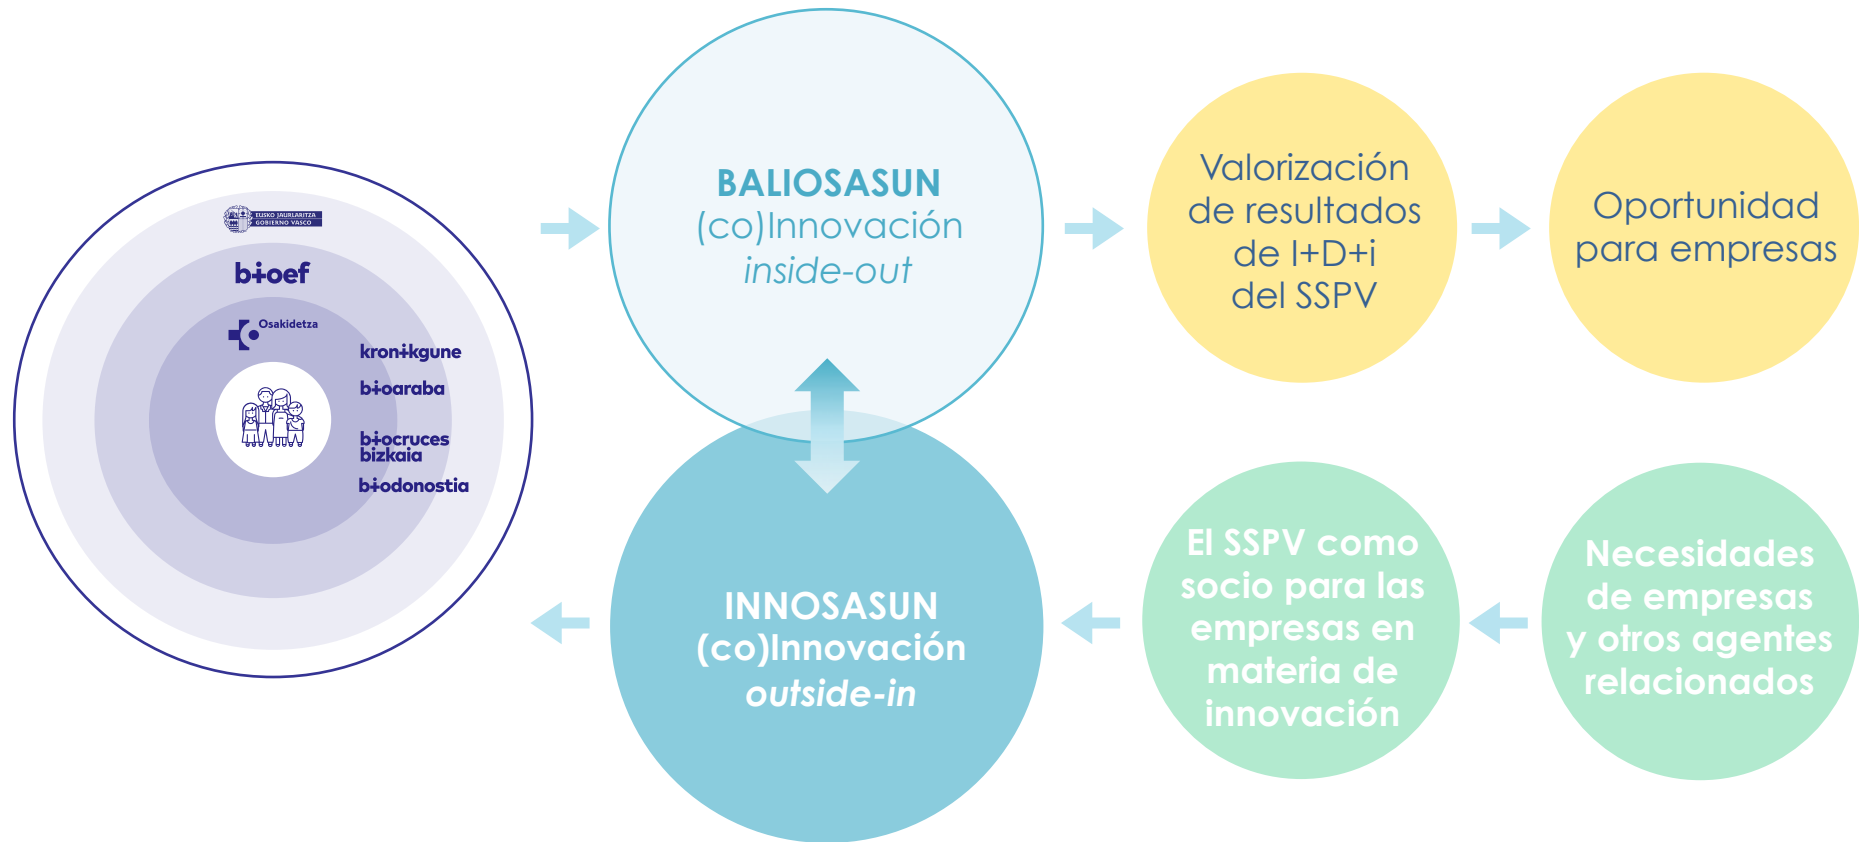 EUSKO JAURLARITZA
GOBIERNO VASCO
bioef
Osakidetza
kronikgune
bioaraba
biocruces
bizkaia
biodonostia
BALIOSASUN
(co)Innovación
inside-out
Valorización
de resultados
de I+D+i
del SSPV
Oportunidad
para empresas
INNOSASUN
(co)Innovación
outside-in
El SSPV como
socio para las
empresas en
materia de
innovación
Necesidades
de empresas
y otros agentes
relacionados